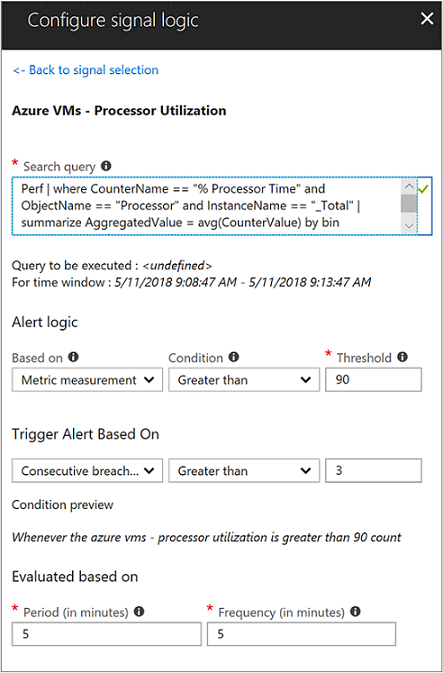 Configure signal logic
<- Back to signal selection
Azure VMs - Processor Utilization
* Search query
Perf | where CounterName == "% Processor Time" and
ObjectName == "Processor" and InstanceName == "_Total" |
summarize AggregatedValue = avg(CounterValue) by bin
Query to be executed : <undefined>
For time window : 5/11/2018 9:08:47 AM - 5/11/2018 9:13:47 AM
Alert logic
Based on Condition * Threshold
Metric measurement Greater than 90
Trigger Alert Based On
Consecutive breach... Greater than 3
Condition preview
Whenever the azure vms - processor utilization is greater than 90 count
Evaluated based on
* Period (in minutes) * Frequency (in minutes)
5 5